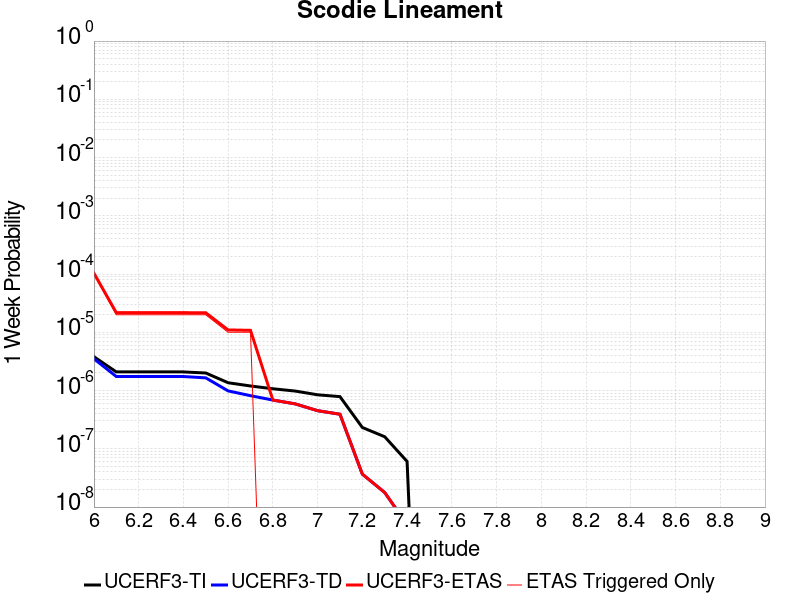 Scodie Lineament
10^0
10^-1
10^-2
10^-3
10^-4
10^-5
10^-6
10^-7
10^-8
1 Week Probability
6 6.2 6.4 6.6 6.8 7 7.2 7.4 7.6 7.8 8 8.2 8.4 8.6 8.8 9
Magnitude
UCERF3-TI UCERF3-TD UCERF3-ETAS ETAS Triggered Only